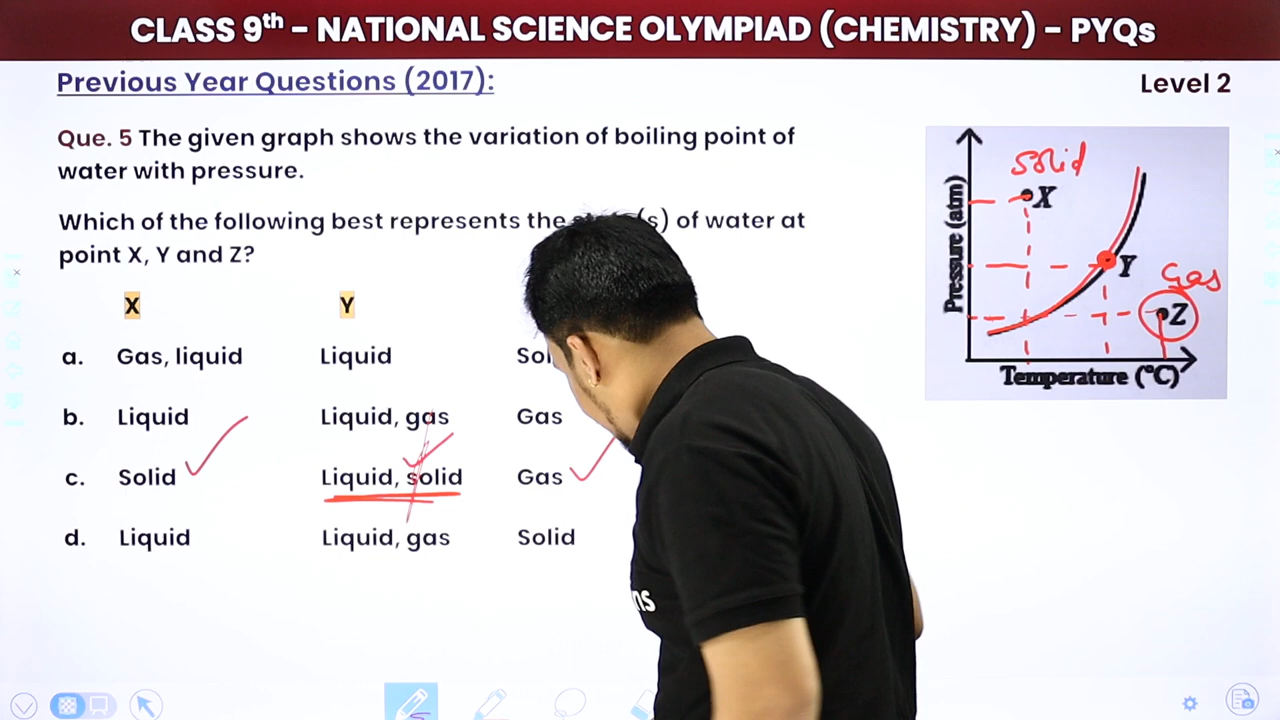 CLASS 9th – NATIONAL SCIENCE OLYMPIAD (CHEMISTRY) – PYQs
Previous Year Questions (2017):
Level 2
Que. 5 The given graph shows the variation of boiling point of
water with pressure.
Which of the following best represents the (s) of water at
point X, Y and Z?
X Y
a. Gas, liquid Liquid
b. Liquid Liquid, gas Gas
c. Solid Liquid, solid Gas
d. Liquid Liquid, gas Solid
Pressure (atm)
Solid
X
Y
Gas
Z
Temperature (°C)